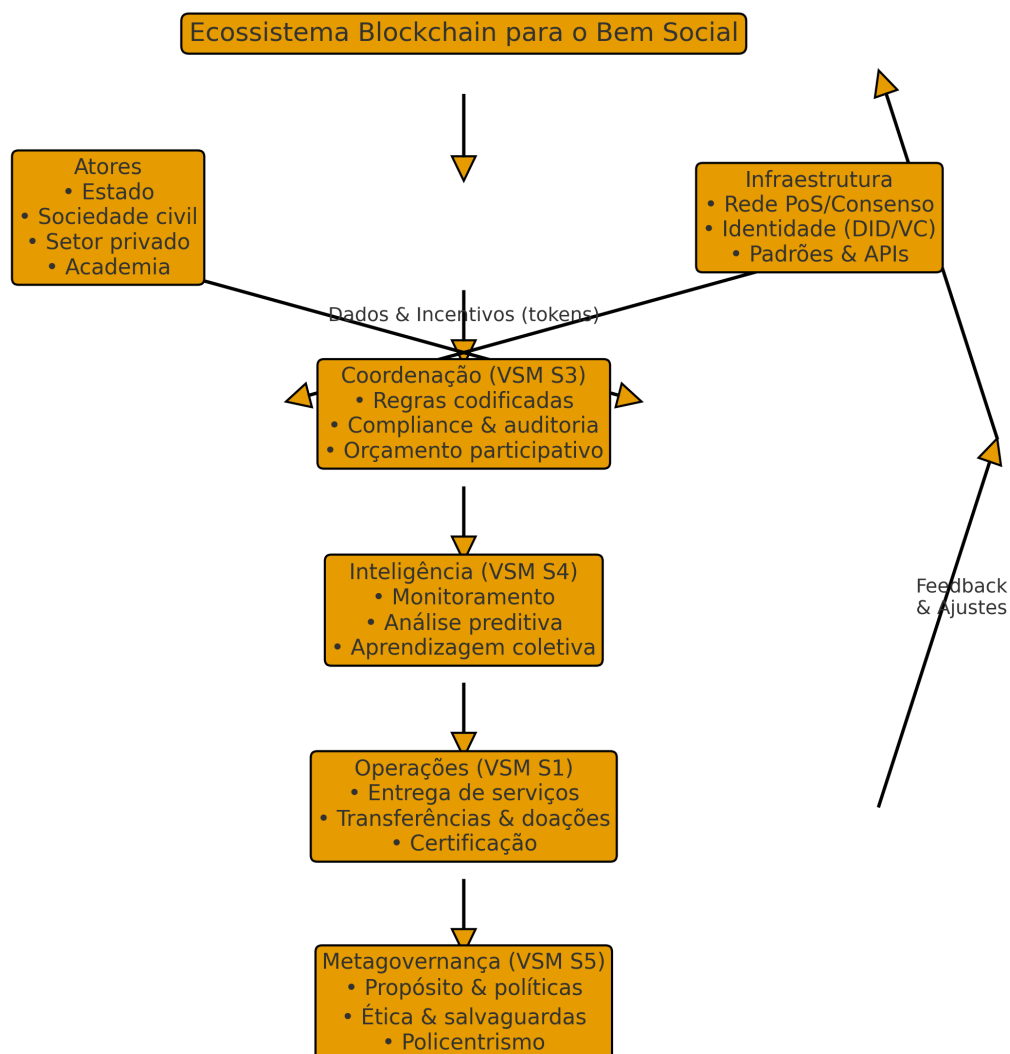 Ecossistema Blockchain para o Bem Social
Atores
• Estado
• Sociedade civil
• Setor privado
• Academia
Infraestrutura
• Rede PoS/Consenso
• Identidade (DID/VC)
• Padrões & APIs
Dados & Incentivos (tokens)
Coordenação (VSM S3)
• Regras codificadas
• Compliance & auditoria
• Orçamento participativo
Inteligência (VSM S4)
• Monitoramento
• Análise preditiva
• Aprendizagem coletiva
Feedback
& Ajustes
Operações (VSM S1)
• Entrega de serviços
• Transferências & doações
• Certificação
Metagovernança (VSM S5)
• Propósito & políticas
• Ética & salvaguardas
• Policentrismo